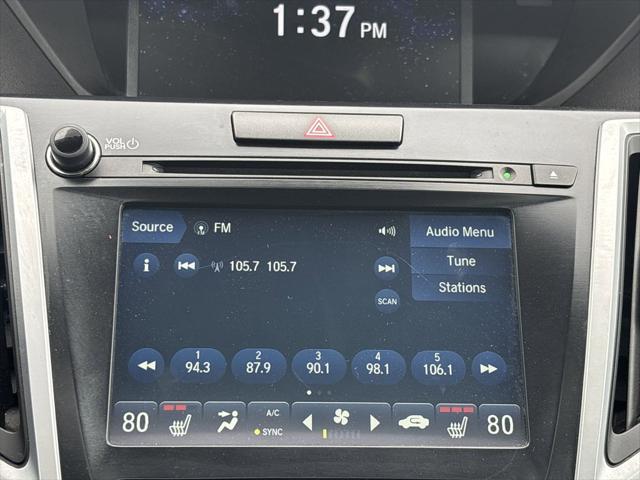 1:37 PM
VOL
PUSH
Source FM Audio Menu
i 105.7 105.7 Tune
Stations
SCAN
1 2 3 4 5
94.3 87.9 90.1 98.1 106.1
80 A/C 80
SYNC